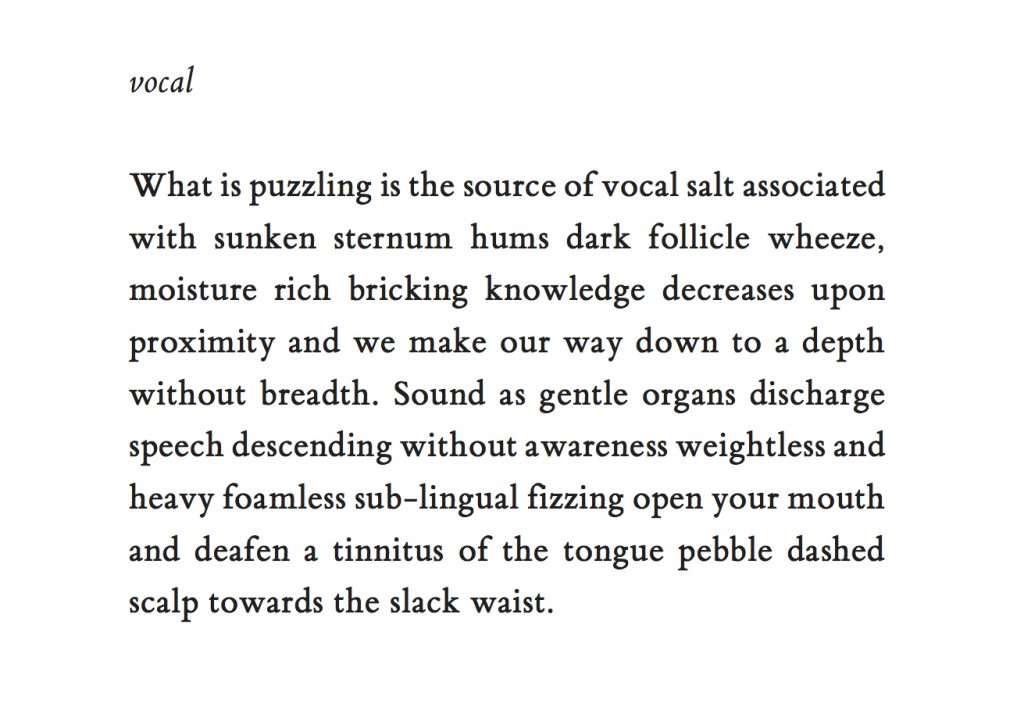 vocal
What is puzzling is the source of vocal salt associated
with sunken sternum hums dark follicle wheeze,
moisture rich bricking knowledge decreases upon
proximity and we make our way down to a depth
without breadth. Sound as gentle organs discharge
speech descending without awareness weightless and
heavy foamless sub-lingual fizzing open your mouth
and deafen a tinnitus of the tongue pebble dashed
scalp towards the slack waist.